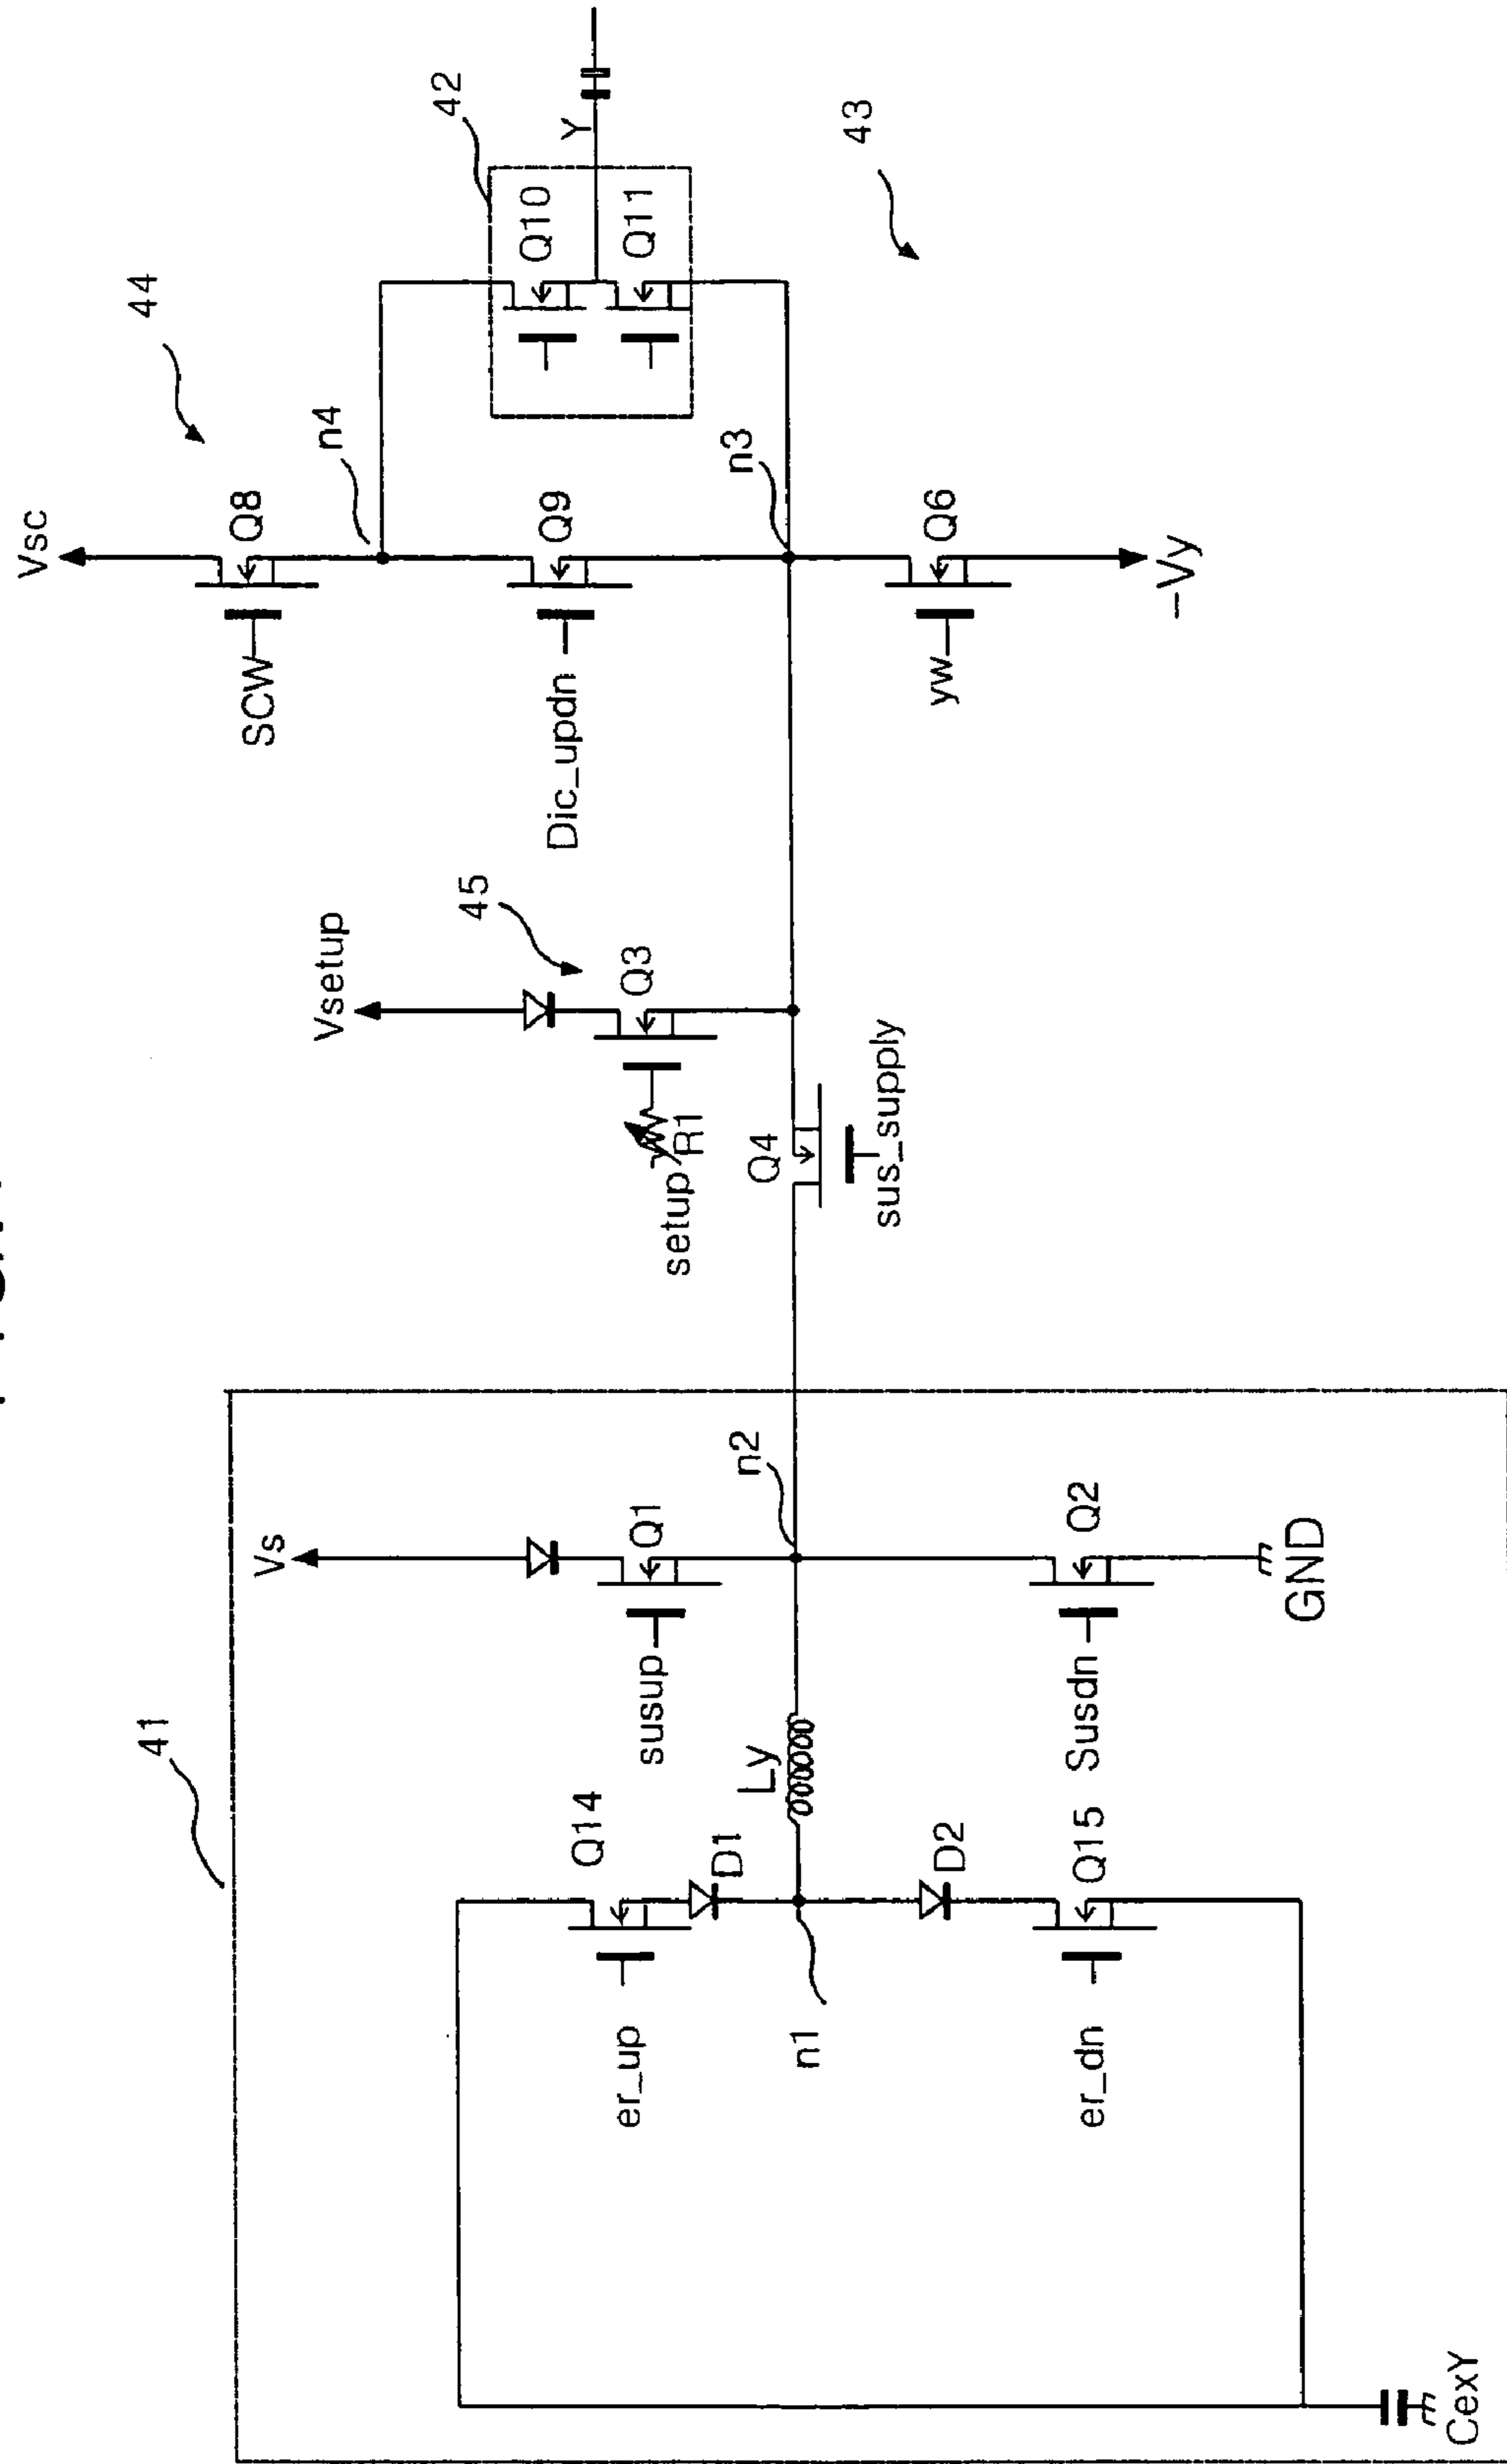 41
Vs
Q14
er_up
D1
n1
D2
Q15
er_dn
CexY
Ly
susup
Q1
n2
Susdn
Q2
GND
Vsetup
45
Q3
setup
R1
Q4
sus_supply
Vsc
44
SCW
Q8
n4
Dic_updn
Q9
n3
yw
Q6
-Vy
42
Q10
Q11
Y
43